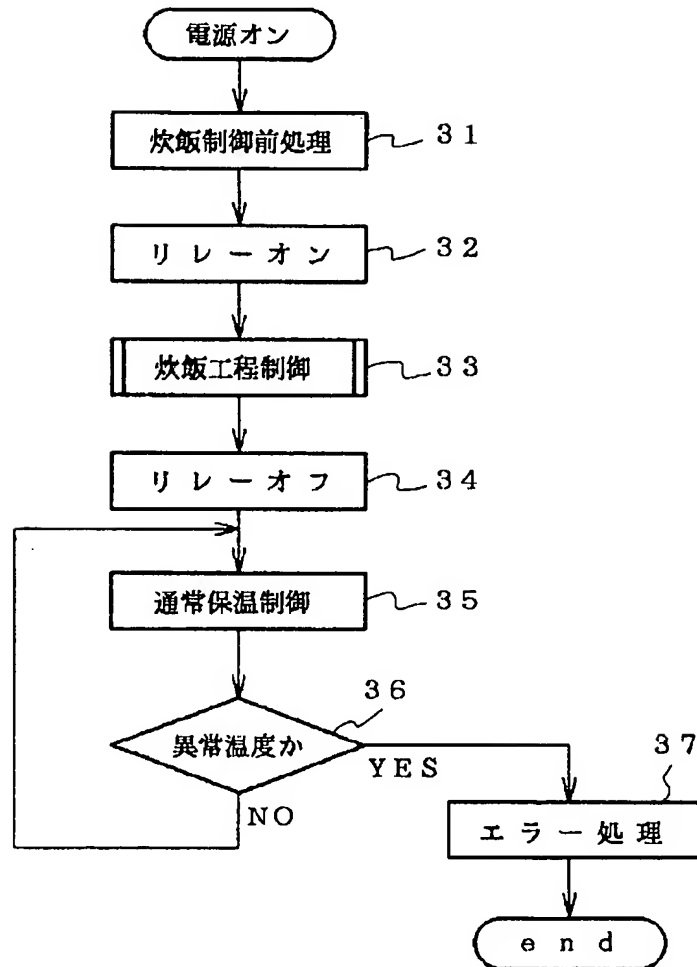 電源オン
炊飯制御前処理
31
リレーオン
32
炊飯工程制御
33
リレーオフ
34
通常保温制御
35
36
異常温度か
YES
NO
37
エラー処理
end